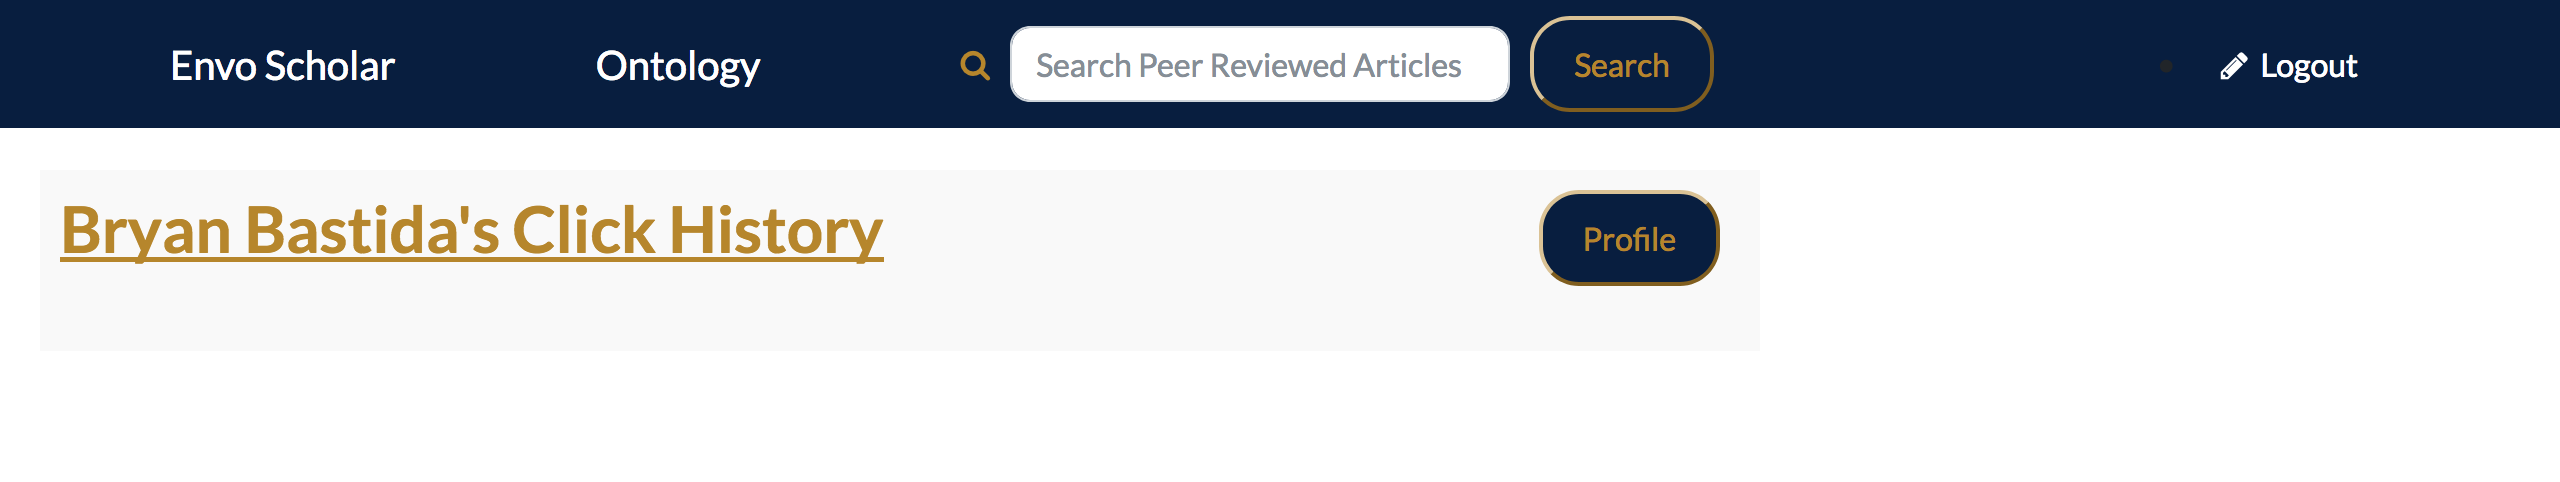 Envo Scholar Ontology Search Peer Reviewed Articles Search Logout
Bryan Bastida's Click History Profile